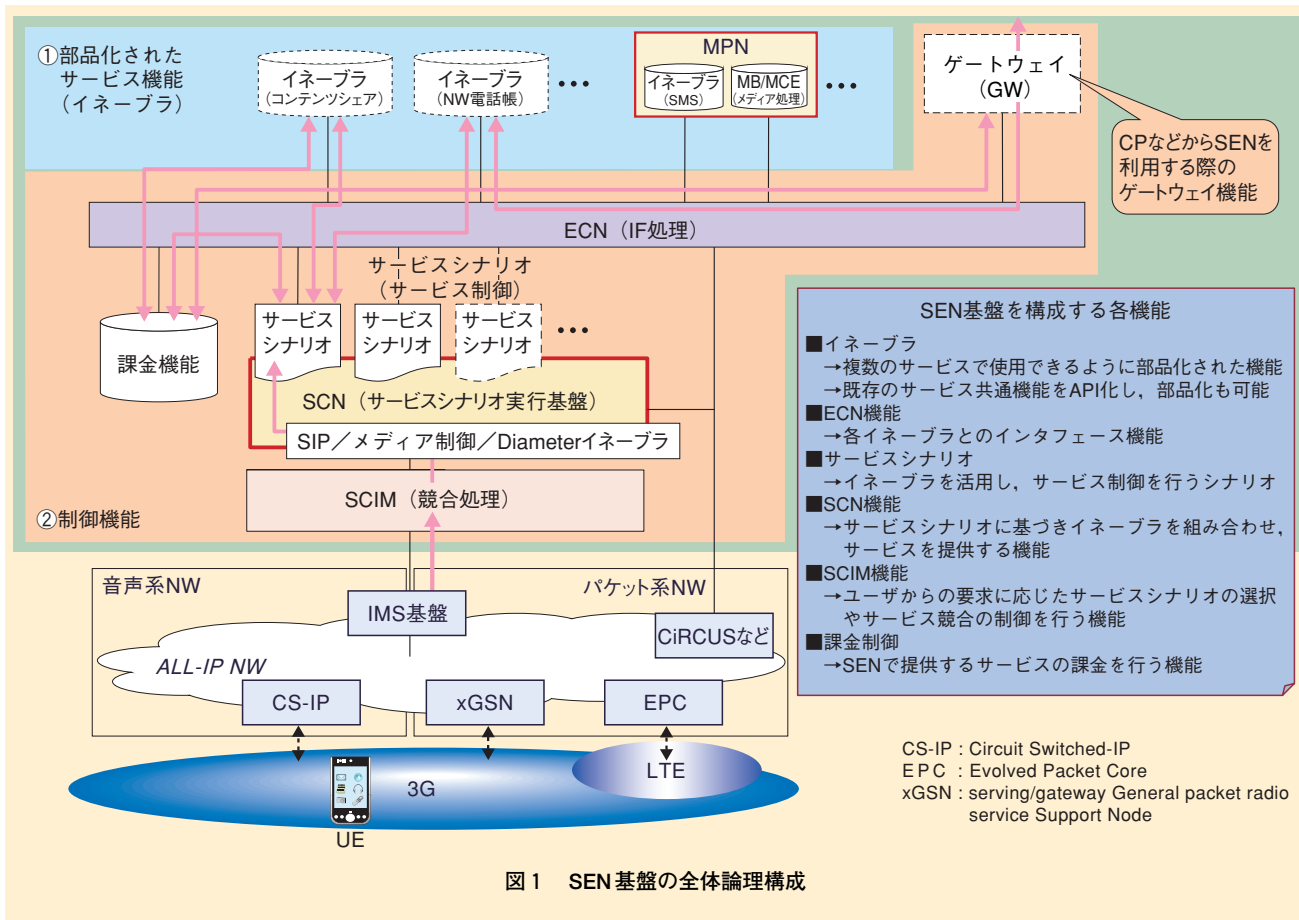 ①部品化された
サービス機能
（イネーブラ）
イネーブラ
（コンテンツシェア）
イネーブラ
（NW電話帳）
•••
MPN
イネーブラ
（SMS）
MB/MCE
（メディア処理）
•••
ゲートウェイ
（GW）
CPなどからSENを
利用する際の
ゲートウェイ機能
ECN（IF処理）
サービスシナリオ
（サービス制御）
課金機能
サービス
シナリオ
サービス
シナリオ
サービス
シナリオ
•••
SCN（サービスシナリオ実行基盤）
SIP／メディア制御／Diameterイネーブラ
SCIM（競合処理）
②制御機能
SEN基盤を構成する各機能
■イネーブラ
→複数のサービスで使用できるように部品化された機能
→既存のサービス共通機能をAPI化し，部品化も可能
■ECN機能
→各イネーブラとのインタフェース機能
■サービスシナリオ
→イネーブラを活用し，サービス制御を行うシナリオ
■SCN機能
→サービスシナリオに基づきイネーブラを組み合わせ，
サービスを提供する機能
■SCIM機能
→ユーザからの要求に応じたサービスシナリオの選択
やサービス競合の制御を行う機能
■課金制御
→SENで提供するサービスの課金を行う機能
音声系NW
パケット系NW
IMS基盤
CiRCUSなど
ALL-IP NW
CS-IP
xGSN
EPC
3G
LTE
UE
CS-IP : Circuit Switched-IP
EPC : Evolved Packet Core
xGSN : serving/gateway General packet radio
service Support Node
図1 SEN基盤の全体論理構成